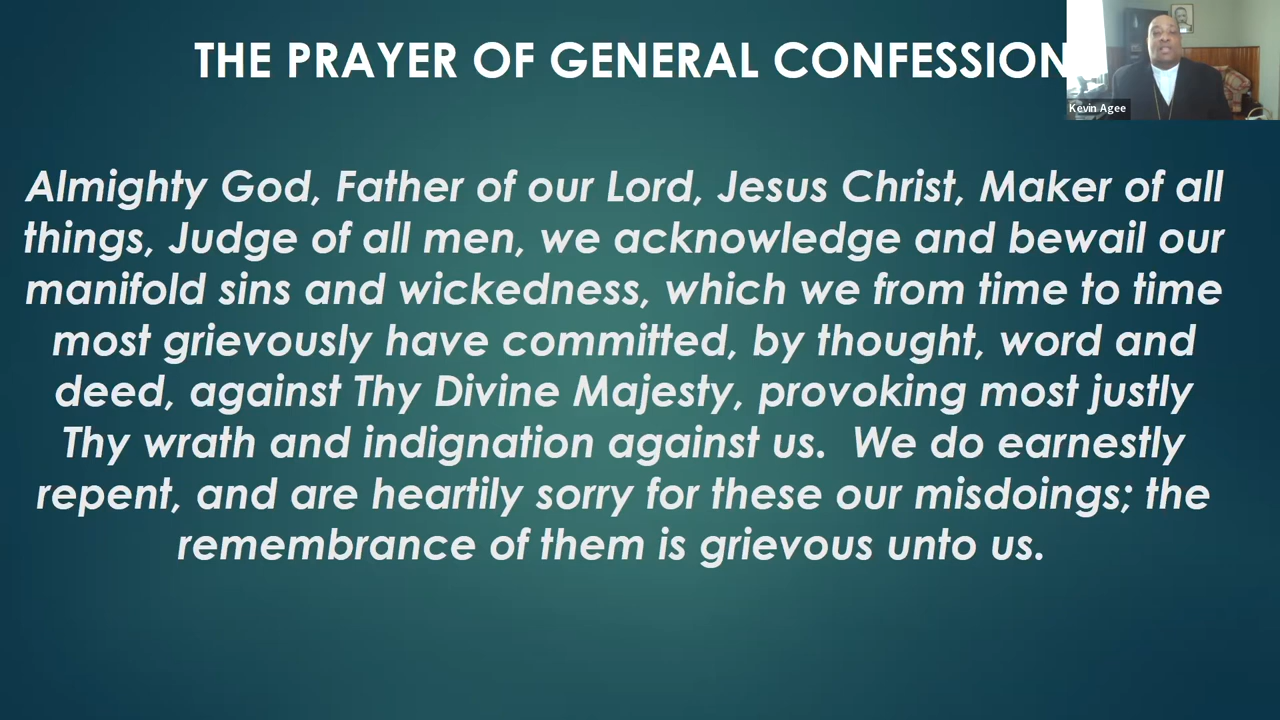 THE PRAYER OF GENERAL CONFESSION
Kevin Agee
Almighty God, Father of our Lord, Jesus Christ, Maker of all
things, Judge of all men, we acknowledge and bewail our
manifold sins and wickedness, which we from time to time
most grievously have committed, by thought, word and
deed, against Thy Divine Majesty, provoking most justly
Thy wrath and indignation against us.  We do earnestly
repent, and are heartily sorry for these our misdoings; the
remembrance of them is grievous unto us.